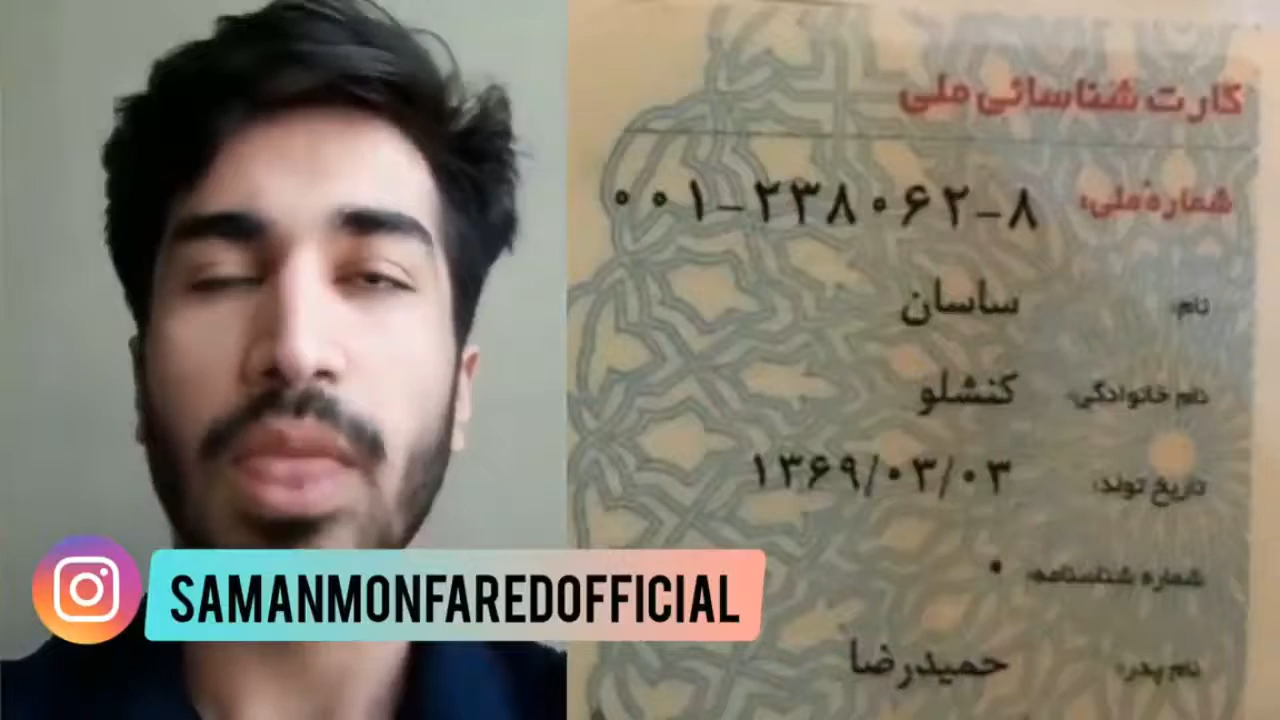 کارت شناسائی ملی
شماره ملی: ۰۰۱-۲۳۸۰۶۲-۸
نام: ساسان
نام خانوادگی: کنشلو
تاریخ تولد: ۱۳۶۹/۰۳/۰۳
شماره شناسنامه: ۰
نام پدر: حمیدرضا
SAMANMONFAREDOFFICIAL